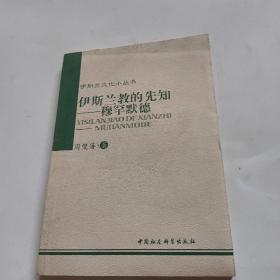 伊斯兰文化小丛书
伊斯兰教的先知
——穆罕默德
YISILANJIAO DE XIANZHI
—— MUHANMODE
周燮藩 著
中国社会科学出版社